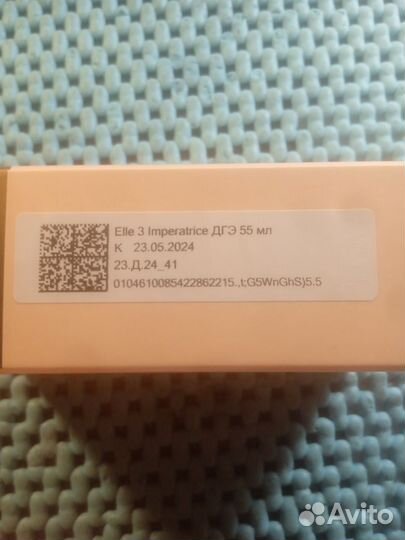 Elle 3 Imperatrice ДГЭ 55 мл
К 23.05.2024
23.Д.24_41
0104610085422862215.,t;G5WnGhS)5.5
Avito